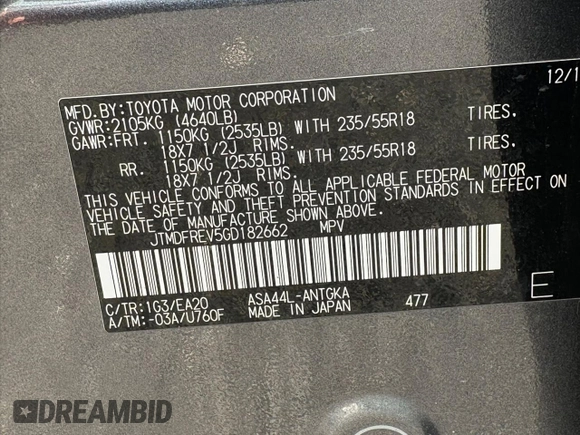 12/1
MFD.BY:TOYOTA MOTOR CORPORATION
GVWR:2105KG (4640LB)
GAWR:FRT. 1150KG (2535LB) WITH 235/55R18 TIRES.
18X7 1/2J RIMS.
RR. 1150KG (2535LB) WITH 235/55R18 TIRES.
18X7 1/2J RIMS.
THIS VEHICLE CONFORMS TO ALL APPLICABLE FEDERAL MOTOR
VEHICLE SAFETY AND THEFT PREVENTION STANDARDS IN EFFECT ON
THE DATE OF MANUFACTURE SHOWN ABOVE.
JTMDFREV5GD182662 MPV
C/TR:1G3/EA20 ASA44L-ANTGKA 477 E
A/TM:-03A/U760F MADE IN JAPAN
DREAMBID